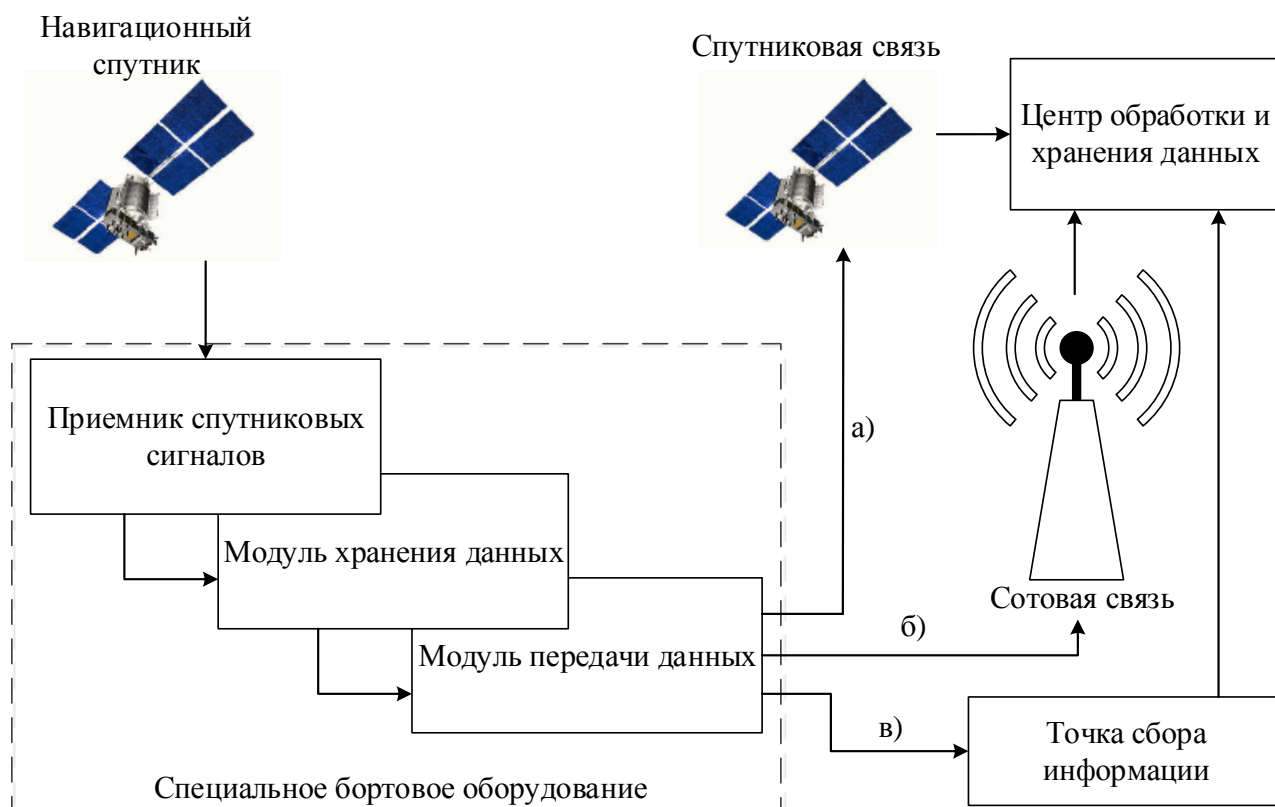 Навигационный
спутник
Спутниковая связь
Центр обработки и
хранения данных
Приемник спутниковых
сигналов
а)
Модуль хранения данных
Сотовая связь
б)
Модуль передачи данных
в)
Точка сбора
информации
Специальное бортовое оборудование